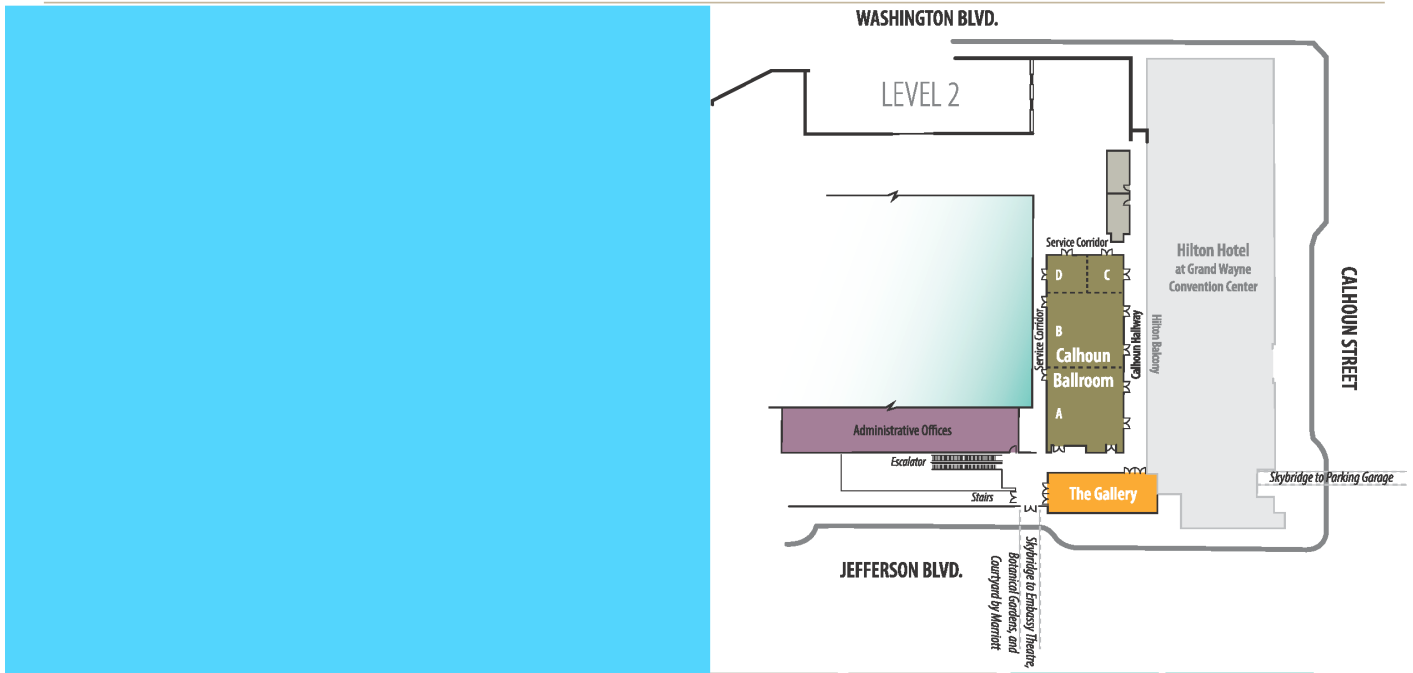 WASHINGTON BLVD.
LEVEL 2
Service Corridor
Hilton Hotel
at Grand Wayne
Convention Center
D
C
CALHOUN STREET
Service Corridor
B
Calhoun
Ballroom
A
Calhoun Hallway
Hilton Balcony
Administrative Offices
Escalator
Stairs
The Gallery
Skybridge to Parking Garage
JEFFERSON BLVD.
Skybridge to Embassy Theatre,
Botanical Gardens, and
Courtyard by Marriott